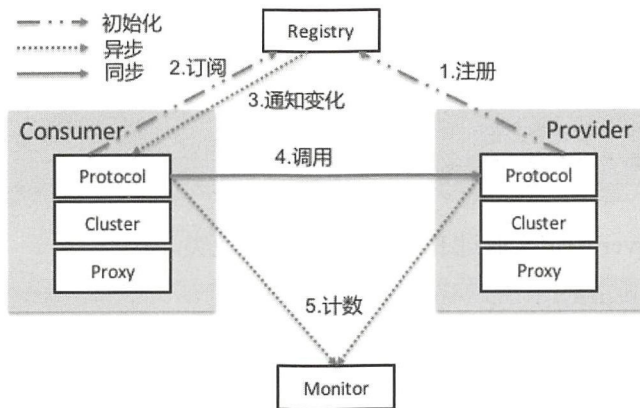 初始化
异步
同步
Registry
2.订阅
1.注册
3.通知变化
Consumer
Provider
4.调用
Protocol
Cluster
Proxy
Protocol
Cluster
Proxy
5.计数
Monitor